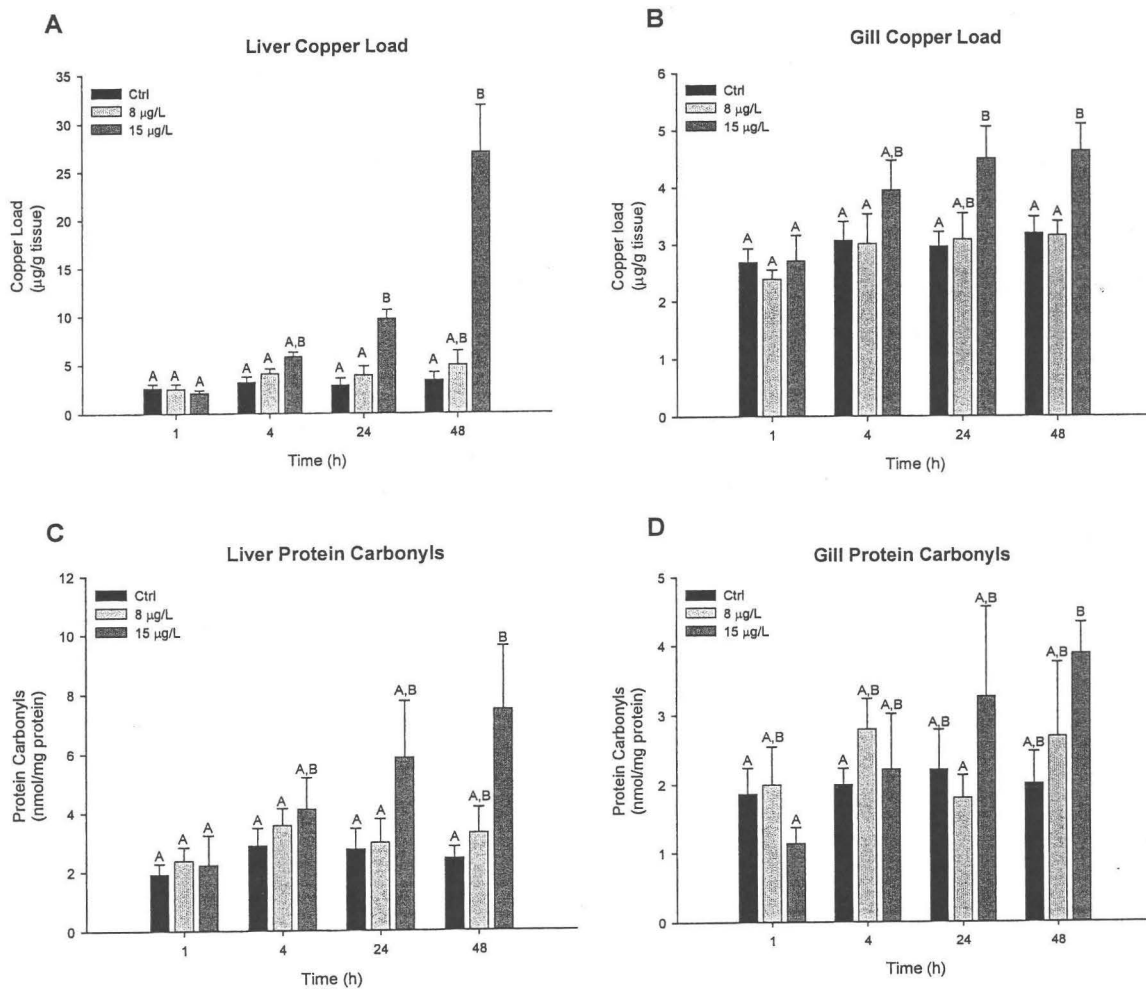 A
Liver Copper Load
Ctrl
8 µg/L
15 µg/L
Copper Load
(µg/g tissue)
35
30
25
20
15
10
5
0
A A A
A A A,B
A A B
A A,B B
1 4 24 48
Time (h)
B
Gill Copper Load
Ctrl
8 µg/L
15 µg/L
Copper load
(µg/g tissue)
6
5
4
3
2
1
0
A A A
A A A,B
A A,B B
A A B
1 4 24 48
Time (h)
C
Liver Protein Carbonyls
Ctrl
8 µg/L
15 µg/L
Protein Carbonyls
(nmol/mg protein)
12
10
8
6
4
2
0
A A A
A A A,B
A A A,B
A A,B B
1 4 24 48
Time (h)
D
Gill Protein Carbonyls
Ctrl
8 µg/L
15 µg/L
Protein Carbonyls
(nmol/mg protein)
5
4
3
2
1
0
A A,B A
A A,B A,B
A,B A A,B
A,B A,B B
1 4 24 48
Time (h)